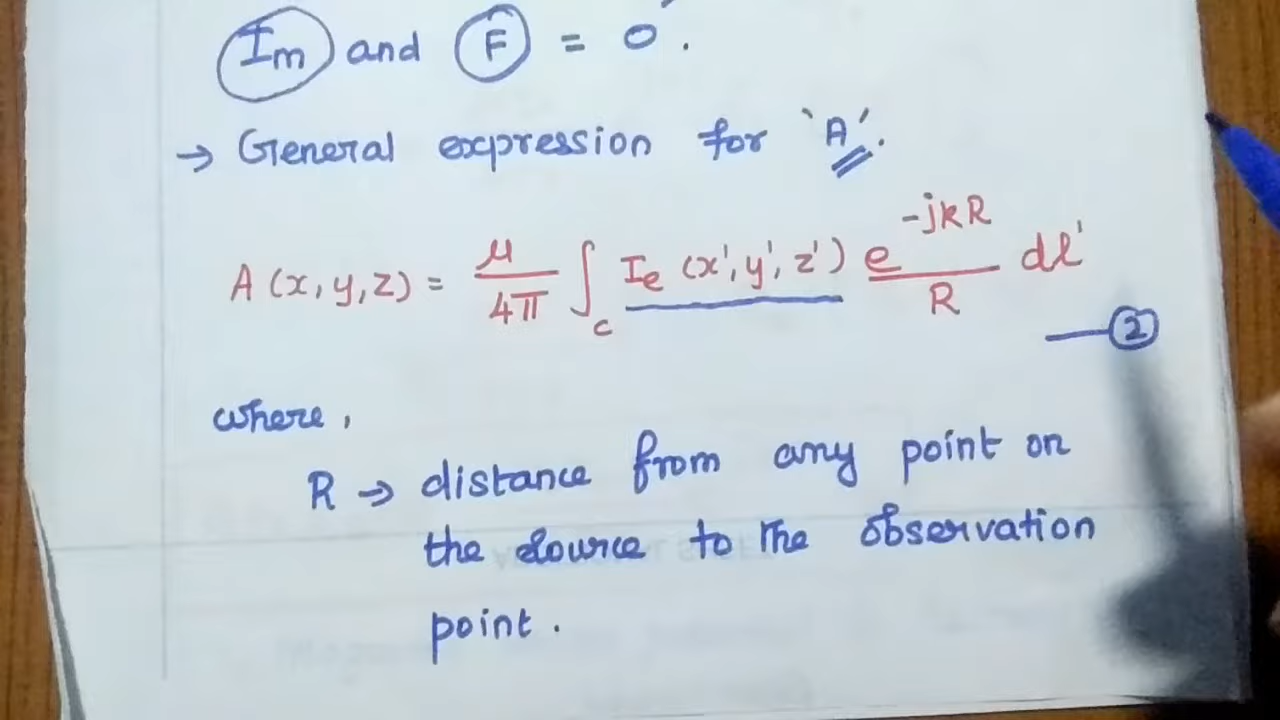 Im and F = 0.
→ General expression for 'A'.
A (x, y, z) = μ/4π ∫c Ie (x', y', z') e^-jkR/R dl'
— 2
where,
R → distance from any point on
the source to the observation
point.